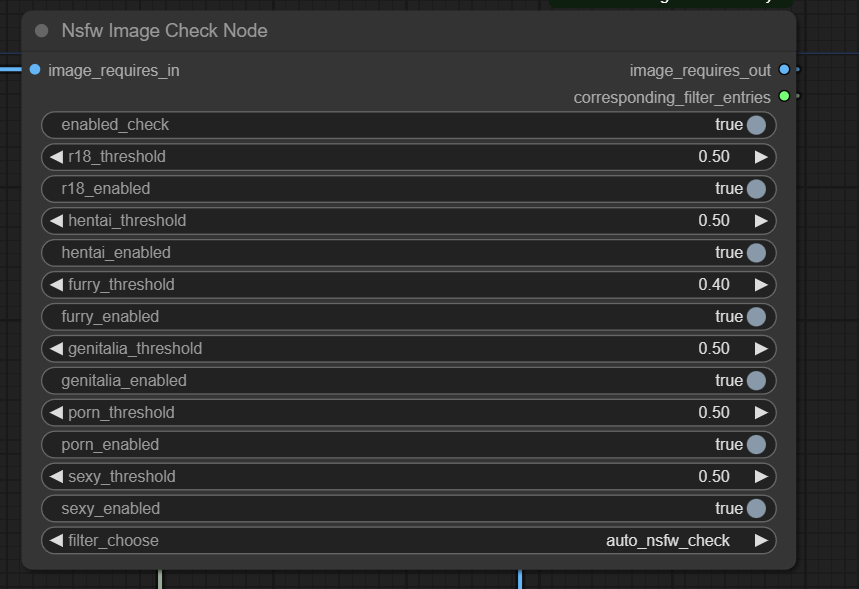 Nsfw Image Check Node
image_requires_in
image_requires_out
corresponding_filter_entries
enabled_check true
r18_threshold 0.50
r18_enabled true
hentai_threshold 0.50
hentai_enabled true
furry_threshold 0.40
furry_enabled true
genitalia_threshold 0.50
genitalia_enabled true
porn_threshold 0.50
porn_enabled true
sexy_threshold 0.50
sexy_enabled true
filter_choose auto_nsfw_check